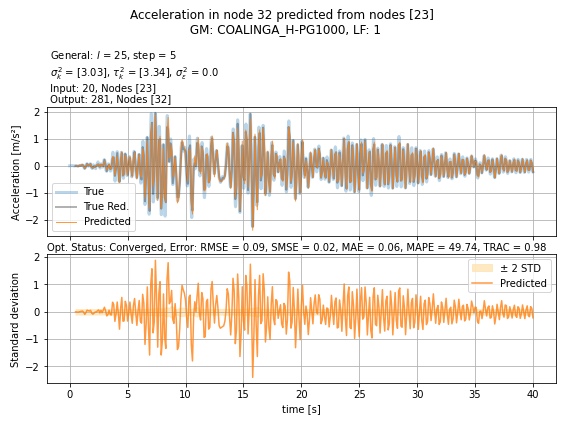 Acceleration in node 32 predicted from nodes [23]
GM: COALINGA_H-PG1000, LF: 1
General: l = 25, step = 5
σ²ₖ = [3.03], τ²ₖ = [3.34], σ²ε = 0.0
Input: 20, Nodes [23]
Output: 281, Nodes [32]
Acceleration [m/s²]
2
1
0
−1
−2
True
True Red.
Predicted
Opt. Status: Converged, Error: RMSE = 0.09, SMSE = 0.02, MAE = 0.06, MAPE = 49.74, TRAC = 0.98
Standard deviation
2
1
0
−1
−2
± 2 STD
Predicted
0 5 10 15 20 25 30 35 40
time [s]